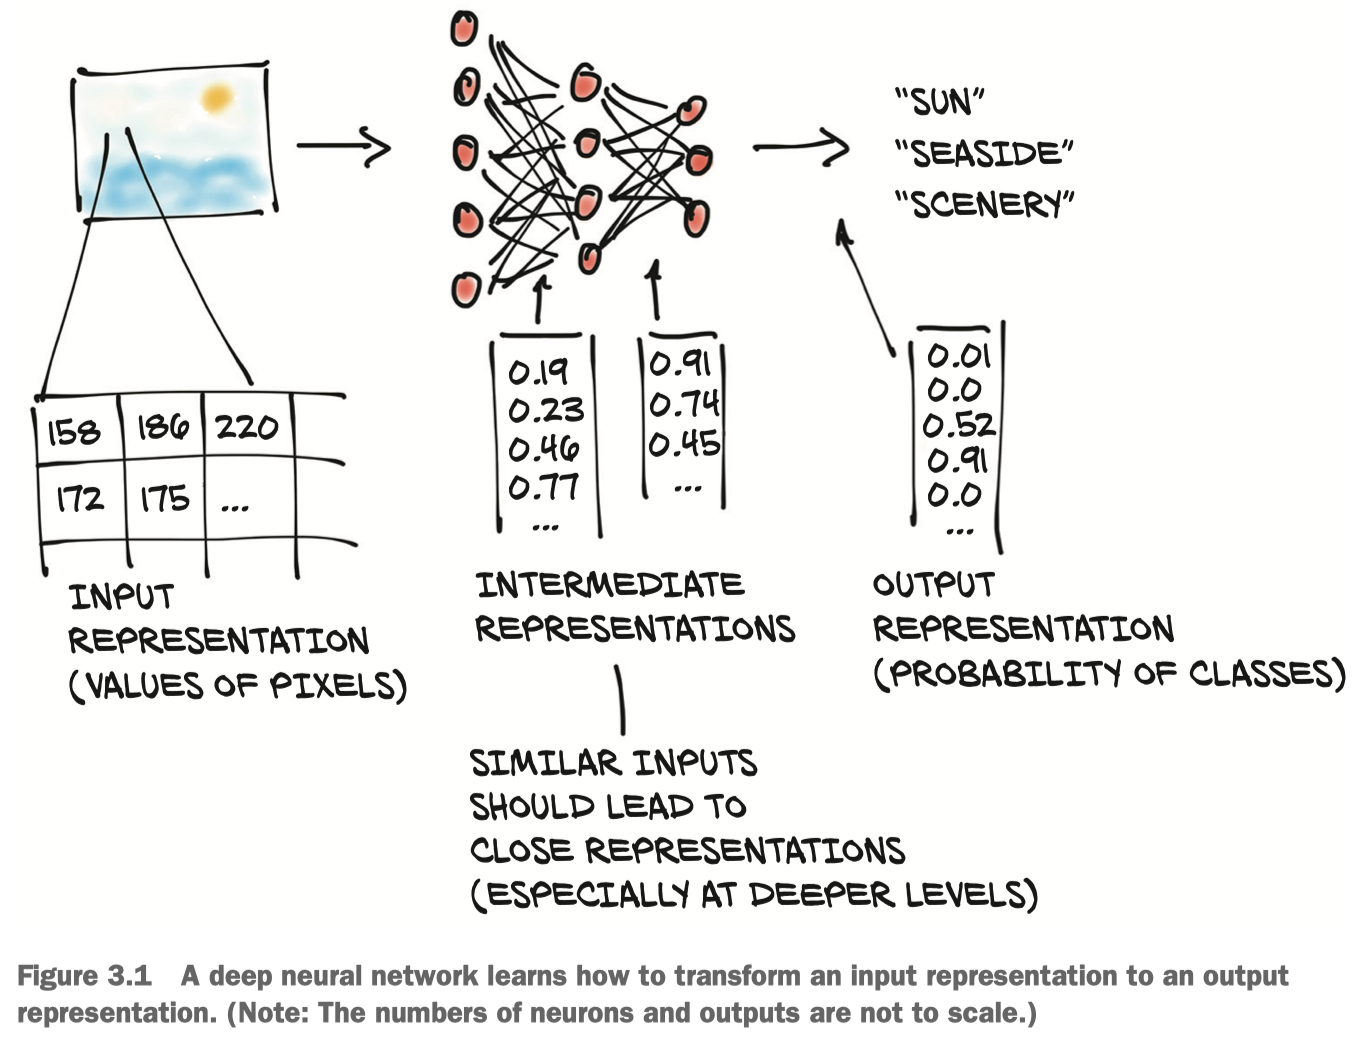 "SUN"
"SEASIDE"
"SCENERY"
158 186 220
172 175 ...
0.19
0.23
0.46
0.77
...
0.91
0.74
0.45
...
0.01
0.0
0.52
0.91
0.0
...
INPUT
REPRESENTATION
(VALUES OF PIXELS)
INTERMEDIATE
REPRESENTATIONS
OUTPUT
REPRESENTATION
(PROBABILITY OF CLASSES)
SIMILAR INPUTS
SHOULD LEAD TO
CLOSE REPRESENTATIONS
(ESPECIALLY AT DEEPER LEVELS)
Figure 3.1 A deep neural network learns how to transform an input representation to an output
representation. (Note: The numbers of neurons and outputs are not to scale.)